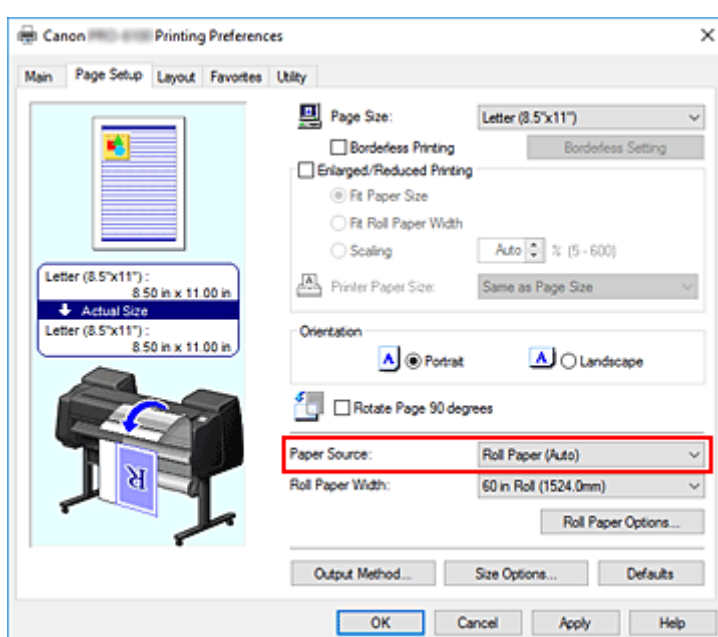 Canon Printing Preferences
Main Page Setup Layout Favorites Utility
Page Size: Letter (8.5"x11")
Borderless Printing Borderless Setting
Enlarged/Reduced Printing
Fit Paper Size
Fit Roll Paper Width
Scaling Auto % (5 - 600)
Printer Paper Size: Same as Page Size
Letter (8.5"x11") :
8.50 in x 11.00 in
Actual Size
Letter (8.5"x11") :
8.50 in x 11.00 in
Orientation
A Portrait A Landscape
Rotate Page 90 degrees
R
Paper Source: Roll Paper (Auto)
Roll Paper Width: 60 in Roll (1524.0mm)
Roll Paper Options...
Output Method... Size Options... Defaults
OK Cancel Apply Help